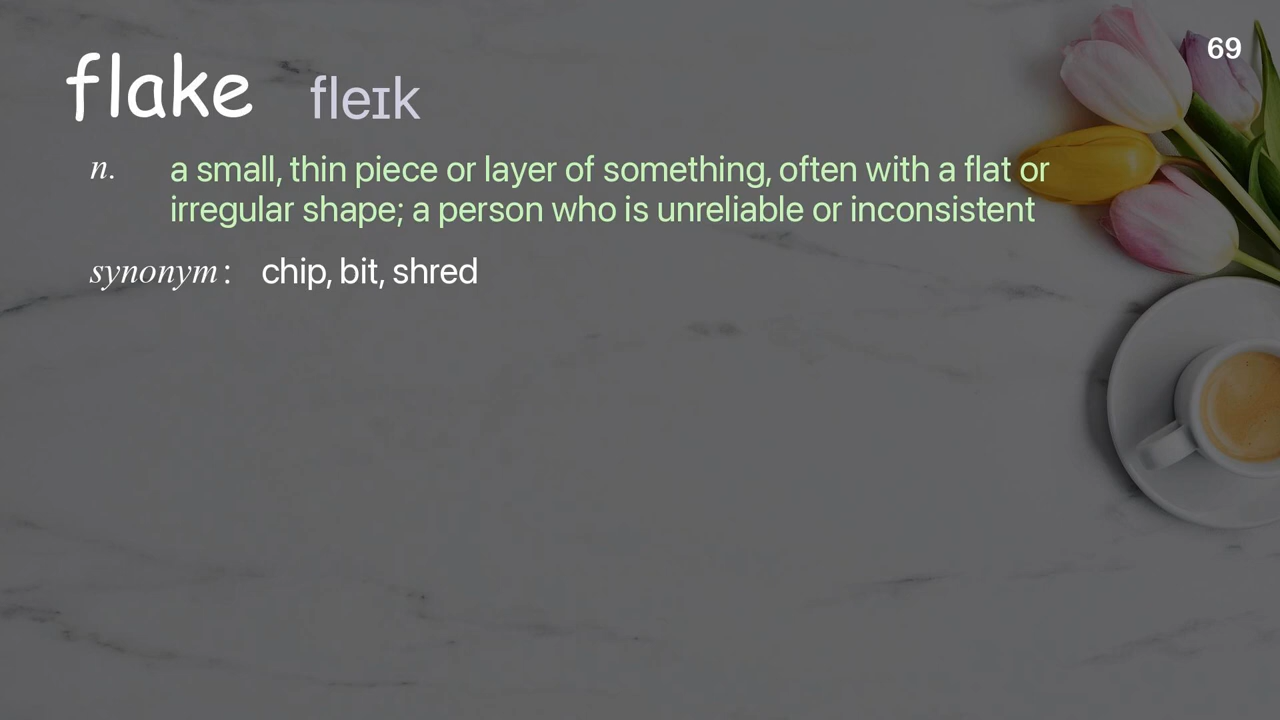 69
flake fleɪk
n. a small, thin piece or layer of something, often with a flat or
irregular shape; a person who is unreliable or inconsistent
synonym : chip, bit, shred